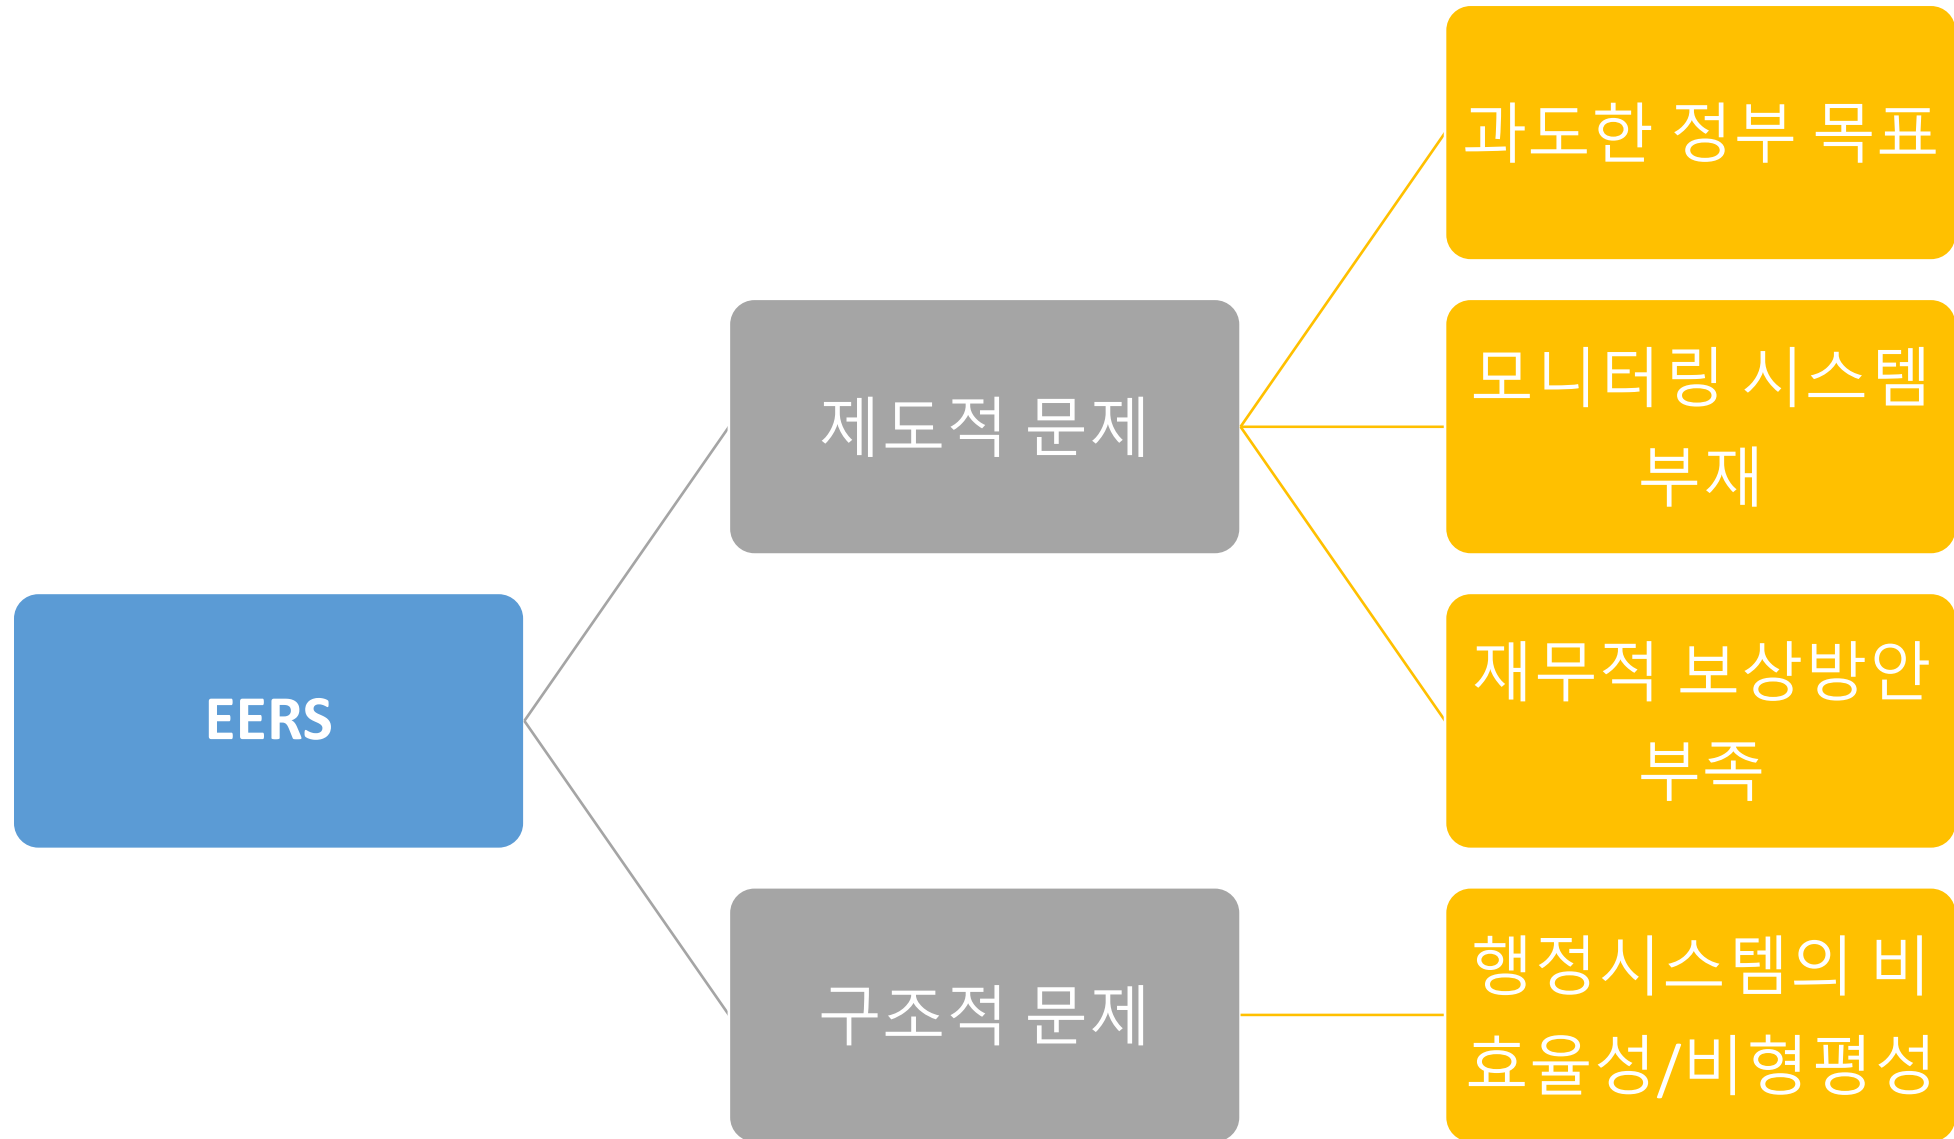 EERS
제도적 문제
과도한 정부 목표
모니터링 시스템
부재
재무적 보상방안
부족
구조적 문제
행정시스템의 비
효율성/비형평성